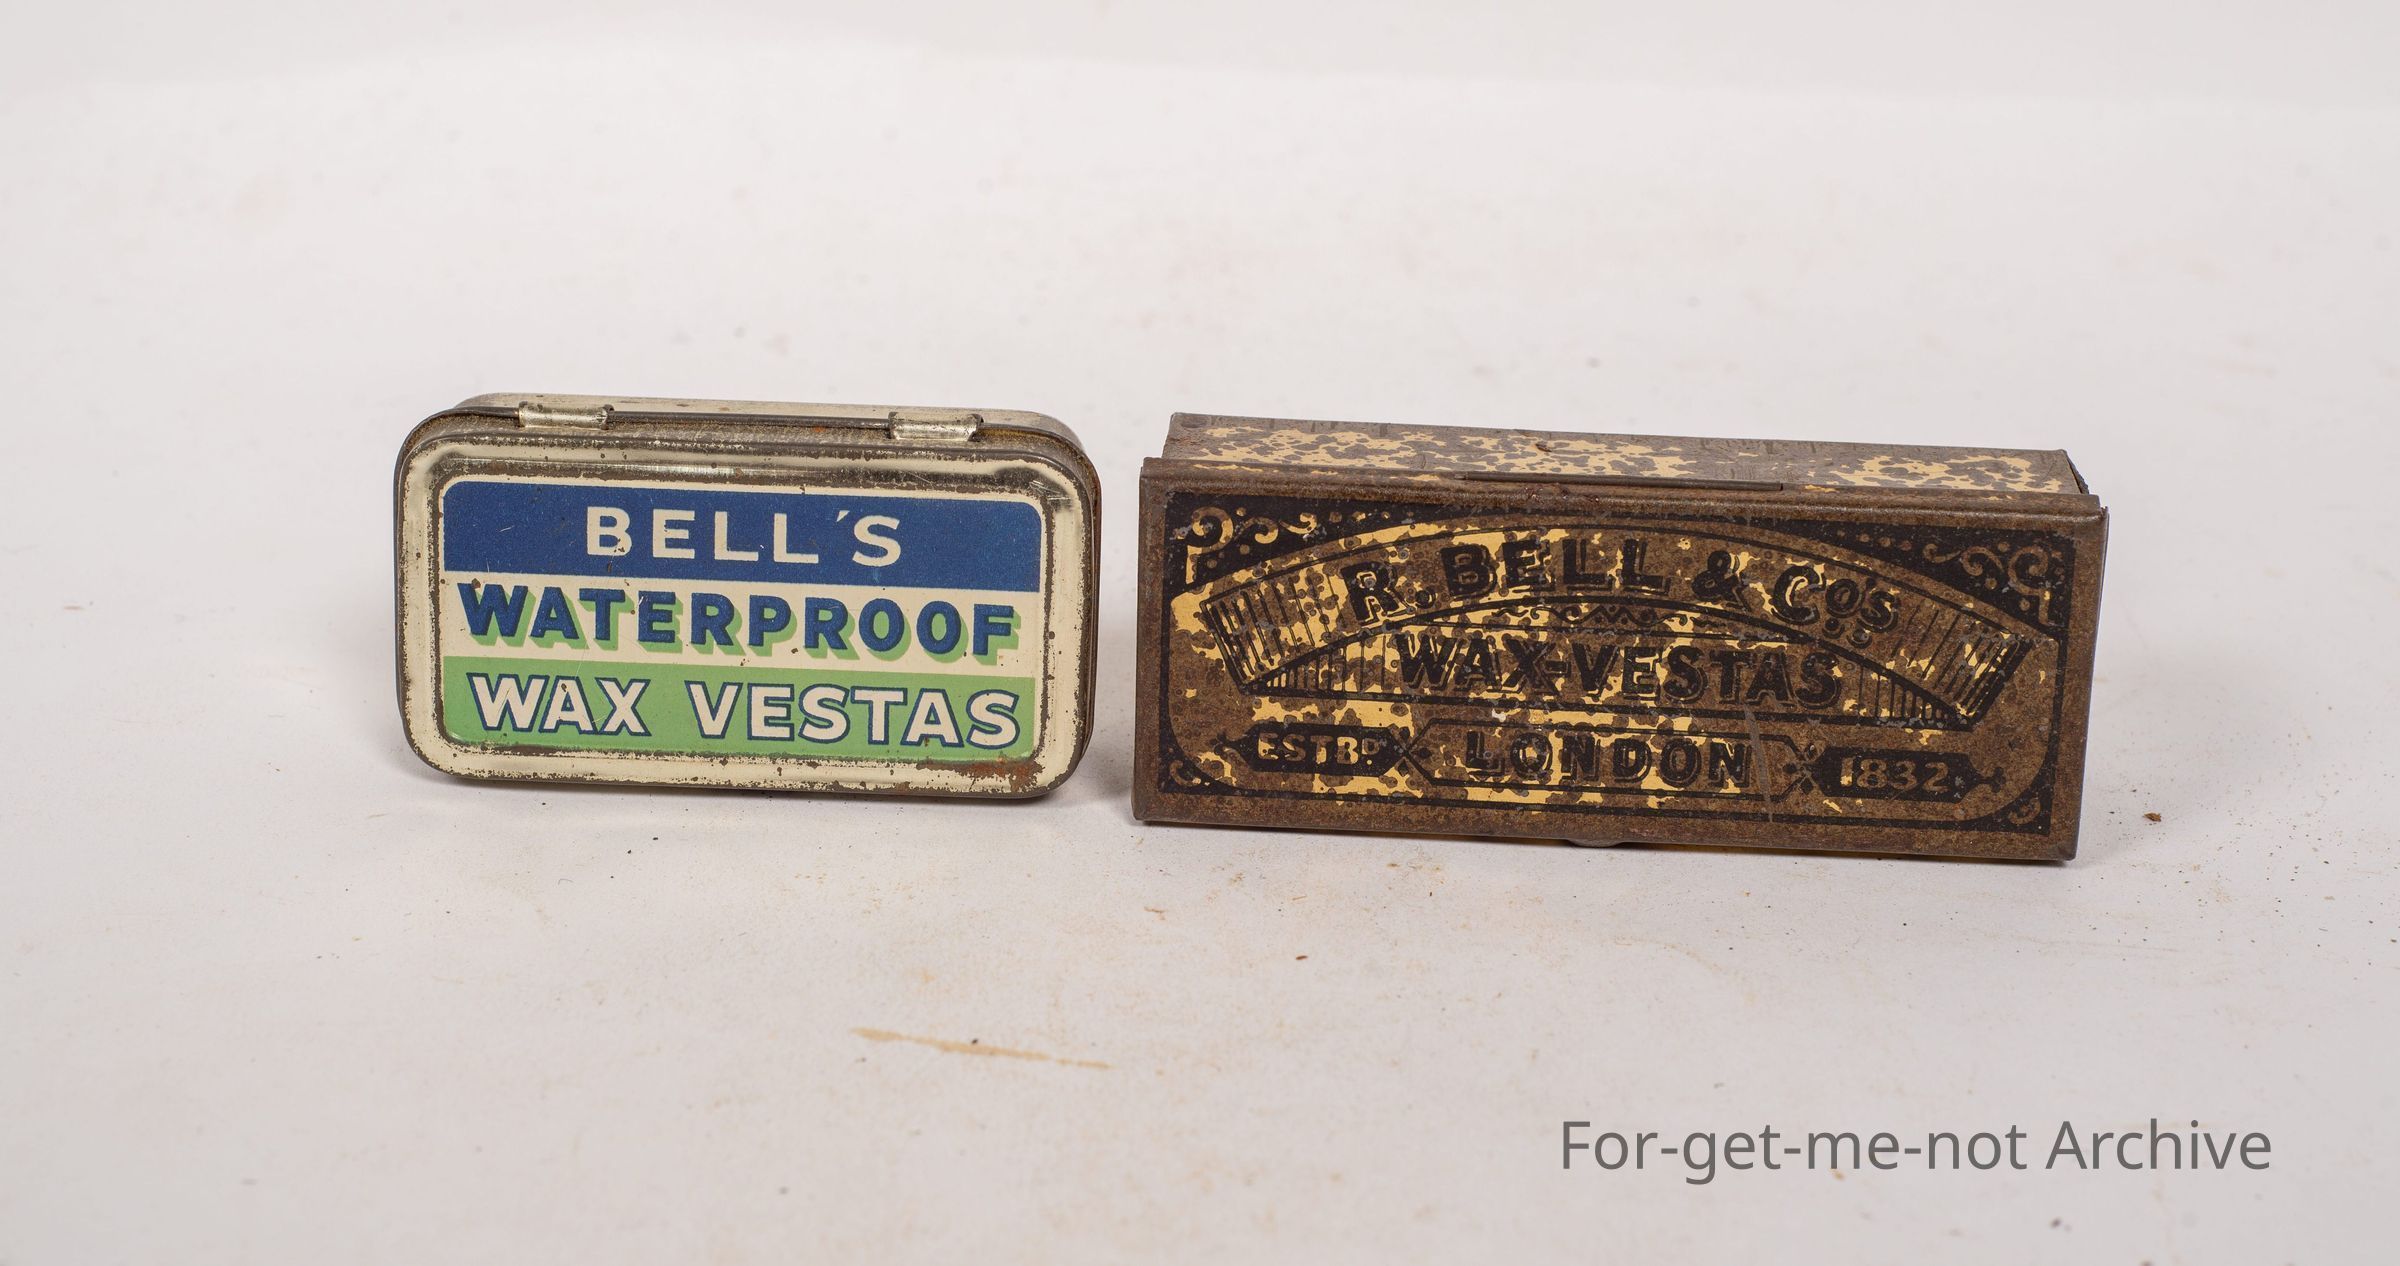 BELL'S
WATERPROOF
WAX VESTAS
R. BELL & Co's
WAX-VESTAS
ESTBD LONDON 1832
For-get-me-not Archive